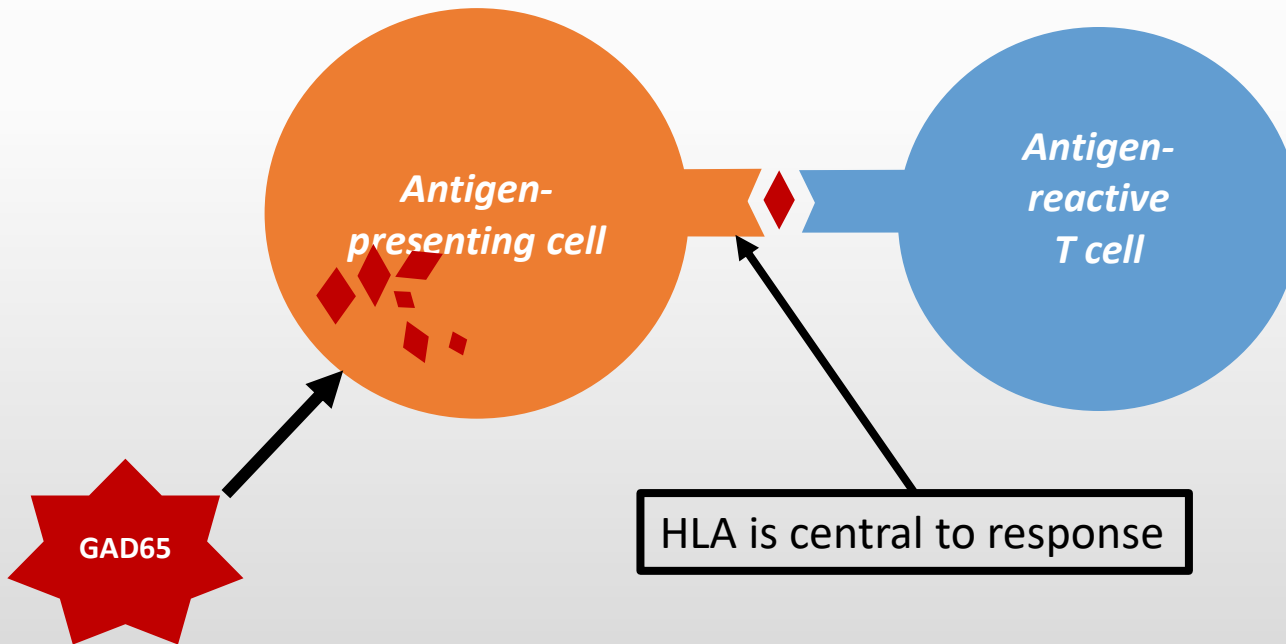 Antigen-
presenting cell
Antigen-
reactive
T cell
HLA is central to response
GAD65